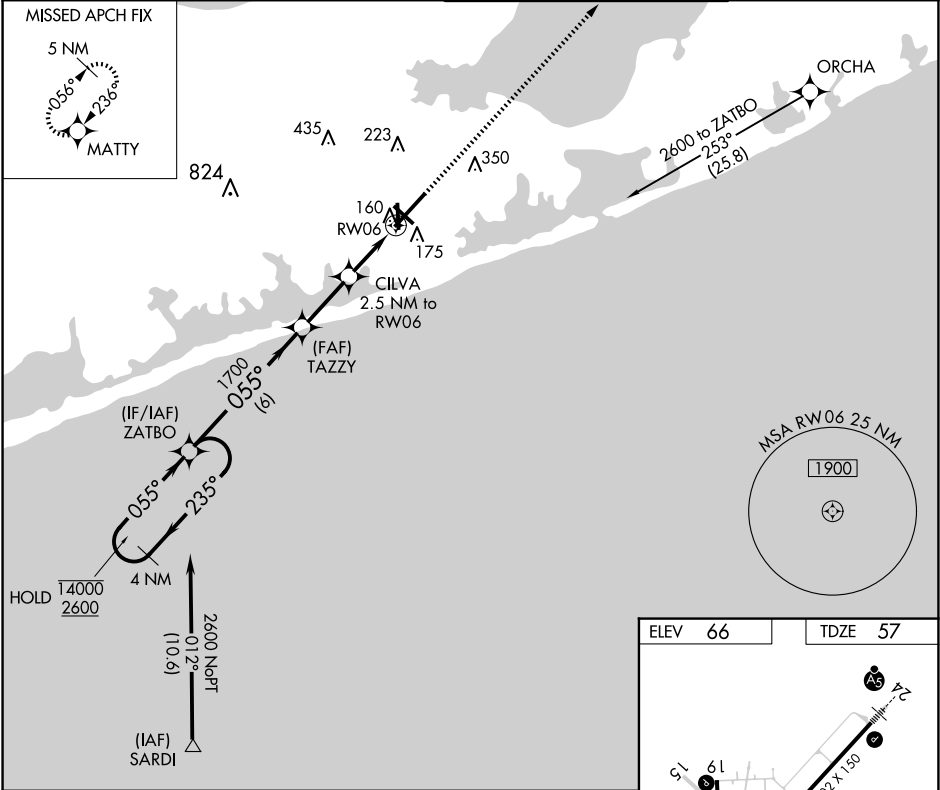 MISSED APCH FIX
5 NM
056°
236°
MATTY
ORCHA
2600 to ZATBO
253°
(25.8)
435
223
350
824
160
RW06
175
CILVA
2.5 NM to
RW06
(FAF)
TAZZY
1700
055°
(6)
(IF/IAF)
ZATBO
055°
235°
4 NM
HOLD
14000
2600
2600 NoPT
012°
(10.6)
(IAF)
SARDI
MSA RW06 25 NM
1900
ELEV 66
TDZE 57
A5
24
P
15
19
P
02 X 150